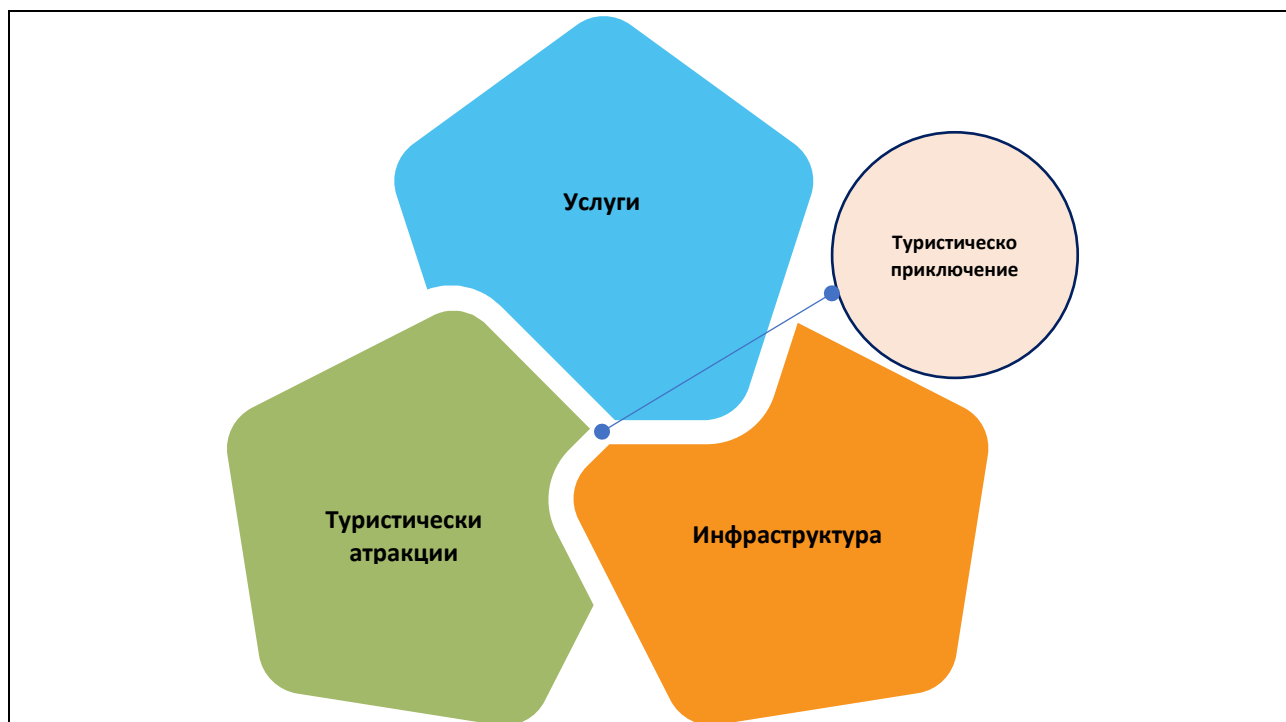 Услуги
Туристическо
приключение
Туристически
атракции
Инфраструктура